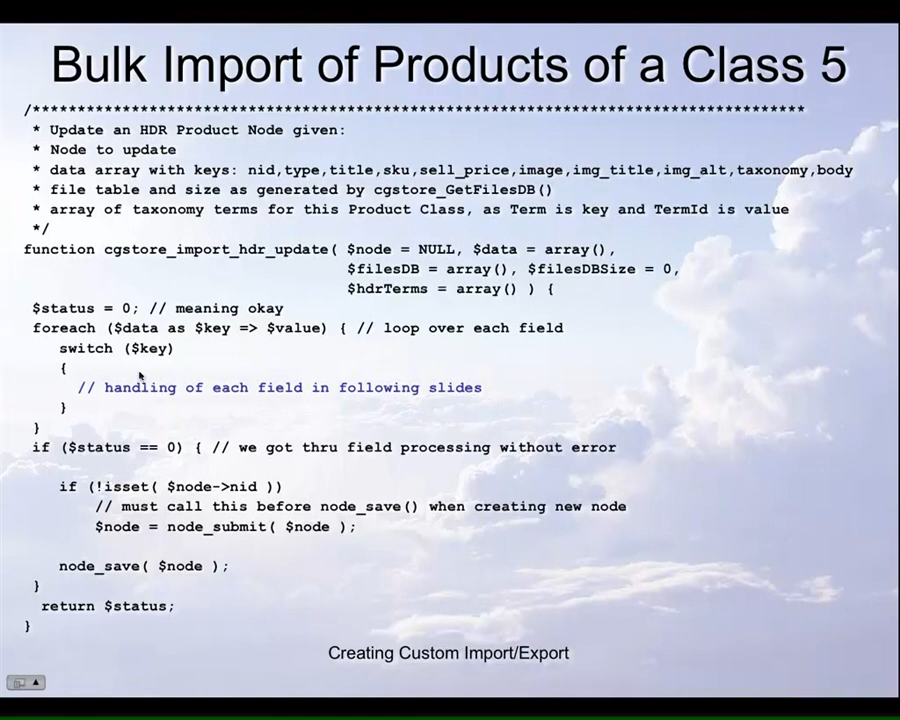 Bulk Import of Products of a Class 5
/**************************************************************************************
* Update an HDR Product Node given:
* Node to update
* data array with keys: nid,type,title,sku,sell_price,image,img_title,img_alt,taxonomy,body
* file table and size as generated by cgstore_GetFilesDB()
* array of taxonomy terms for this Product Class, as Term is key and TermId is value
*/
function cgstore_import_hdr_update( $node = NULL, $data = array(),
$filesDB = array(), $filesDBSize = 0,
$hdrTerms = array() ) {
$status = 0; // meaning okay
foreach ($data as $key => $value) { // loop over each field
switch ($key)
{
// handling of each field in following slides
}
}
if ($status == 0) { // we got thru field processing without error
if (!isset( $node->nid ))
// must call this before node_save() when creating new node
$node = node_submit( $node );
node_save( $node );
}
return $status;
}
Creating Custom Import/Export